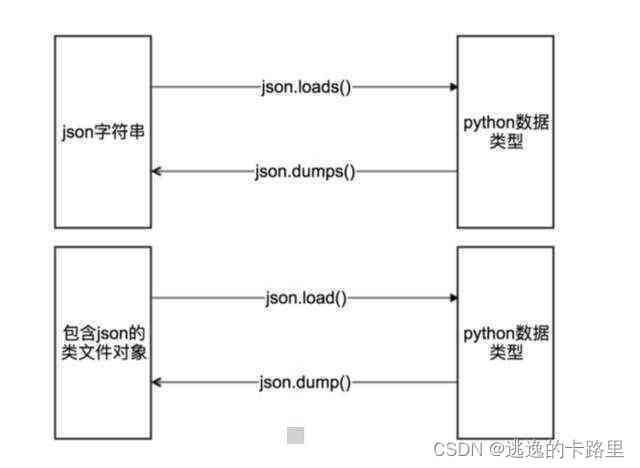 json字符串
json.loads()
json.dumps()
python数据
类型
包含json的
类文件对象
json.load()
json.dump()
python数据
类型
CSDN @逃逸的卡路里